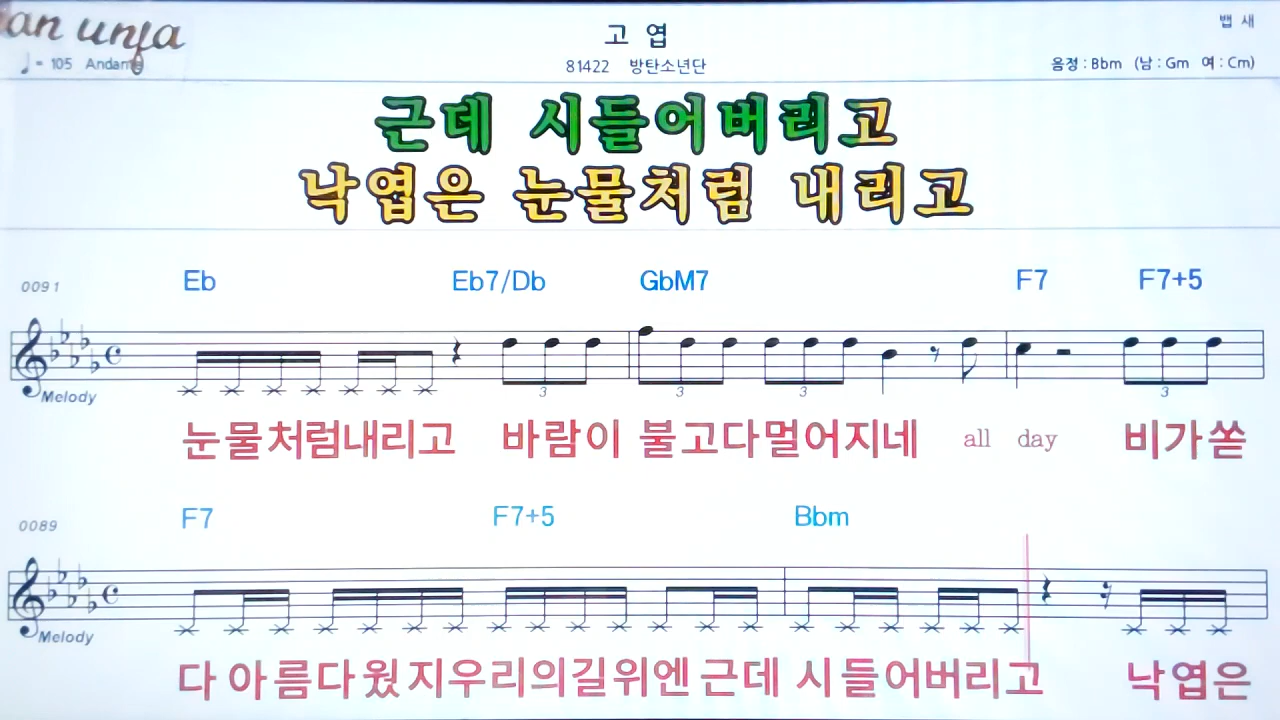 고 엽
뱁 새
♩= 105 Andante
81422 방탄소년단
음정 : Bbm (남 : Gm 여 : Cm)
근데 시들어버리고
낙엽은 눈물처럼 내리고
0091 Eb Eb7/Db GbM7 F7 F7+5
3 3 3 3
Melody
눈물처럼내리고 바람이 불고다멀어지네 all day 비가쏟
0089 F7 F7+5 Bbm
Melody
다 아름다웠지우리의길위엔 근데 시들어버리고 낙엽은